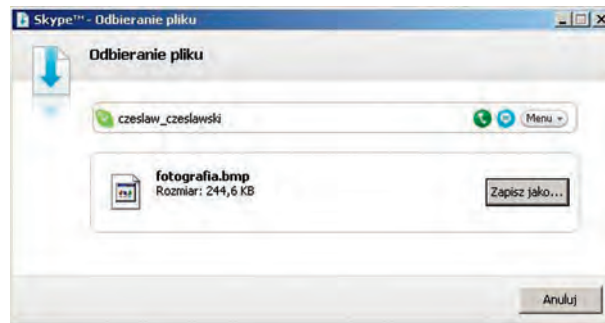 Skype™ - Odbieranie pliku
Odbieranie pliku
czeslaw_czeslawski
Menu
fotografia.bmp
Rozmiar: 244,6 KB
Zapisz jako...
Anuluj